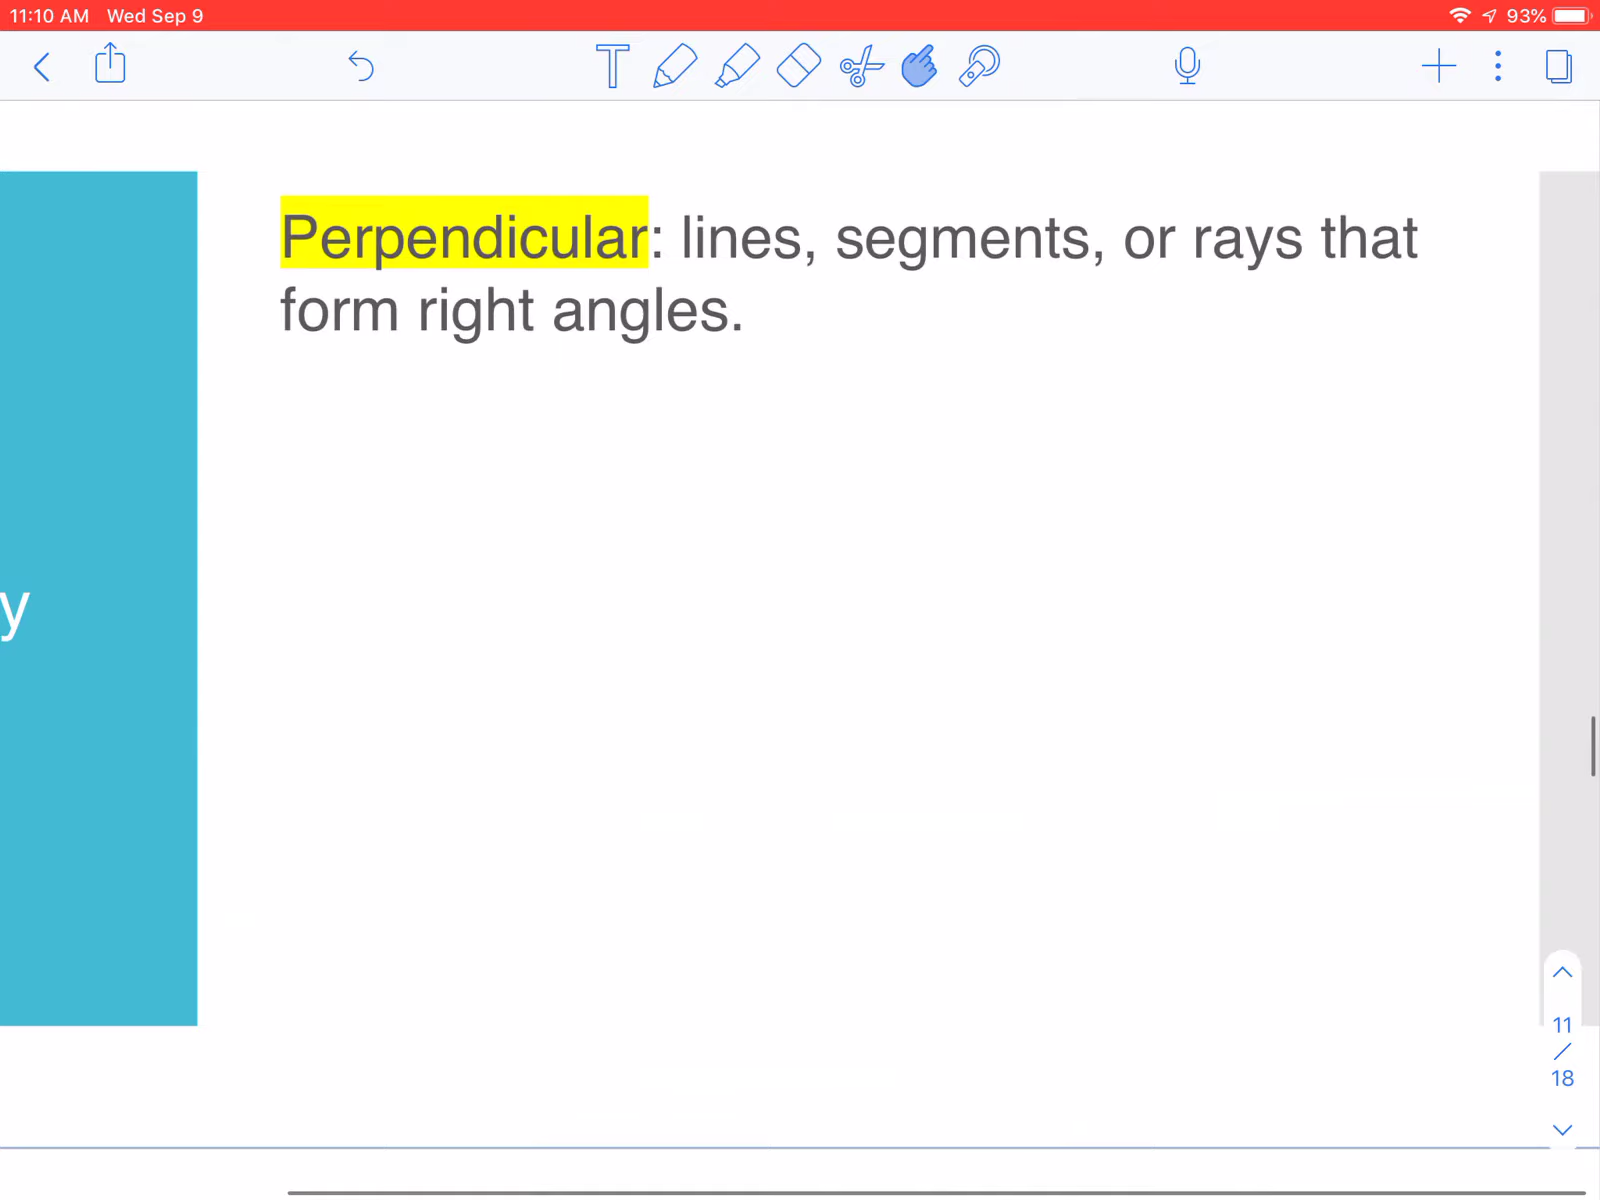 11:10 AM Wed Sep 9
93%
T
Perpendicular: lines, segments, or rays that
form right angles.
y
11
/
18